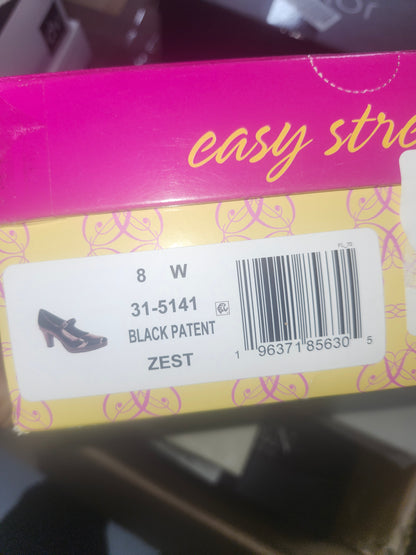 easy stre
8 W
31-5141
BLACK PATENT
ZEST
1 96371 85630 5